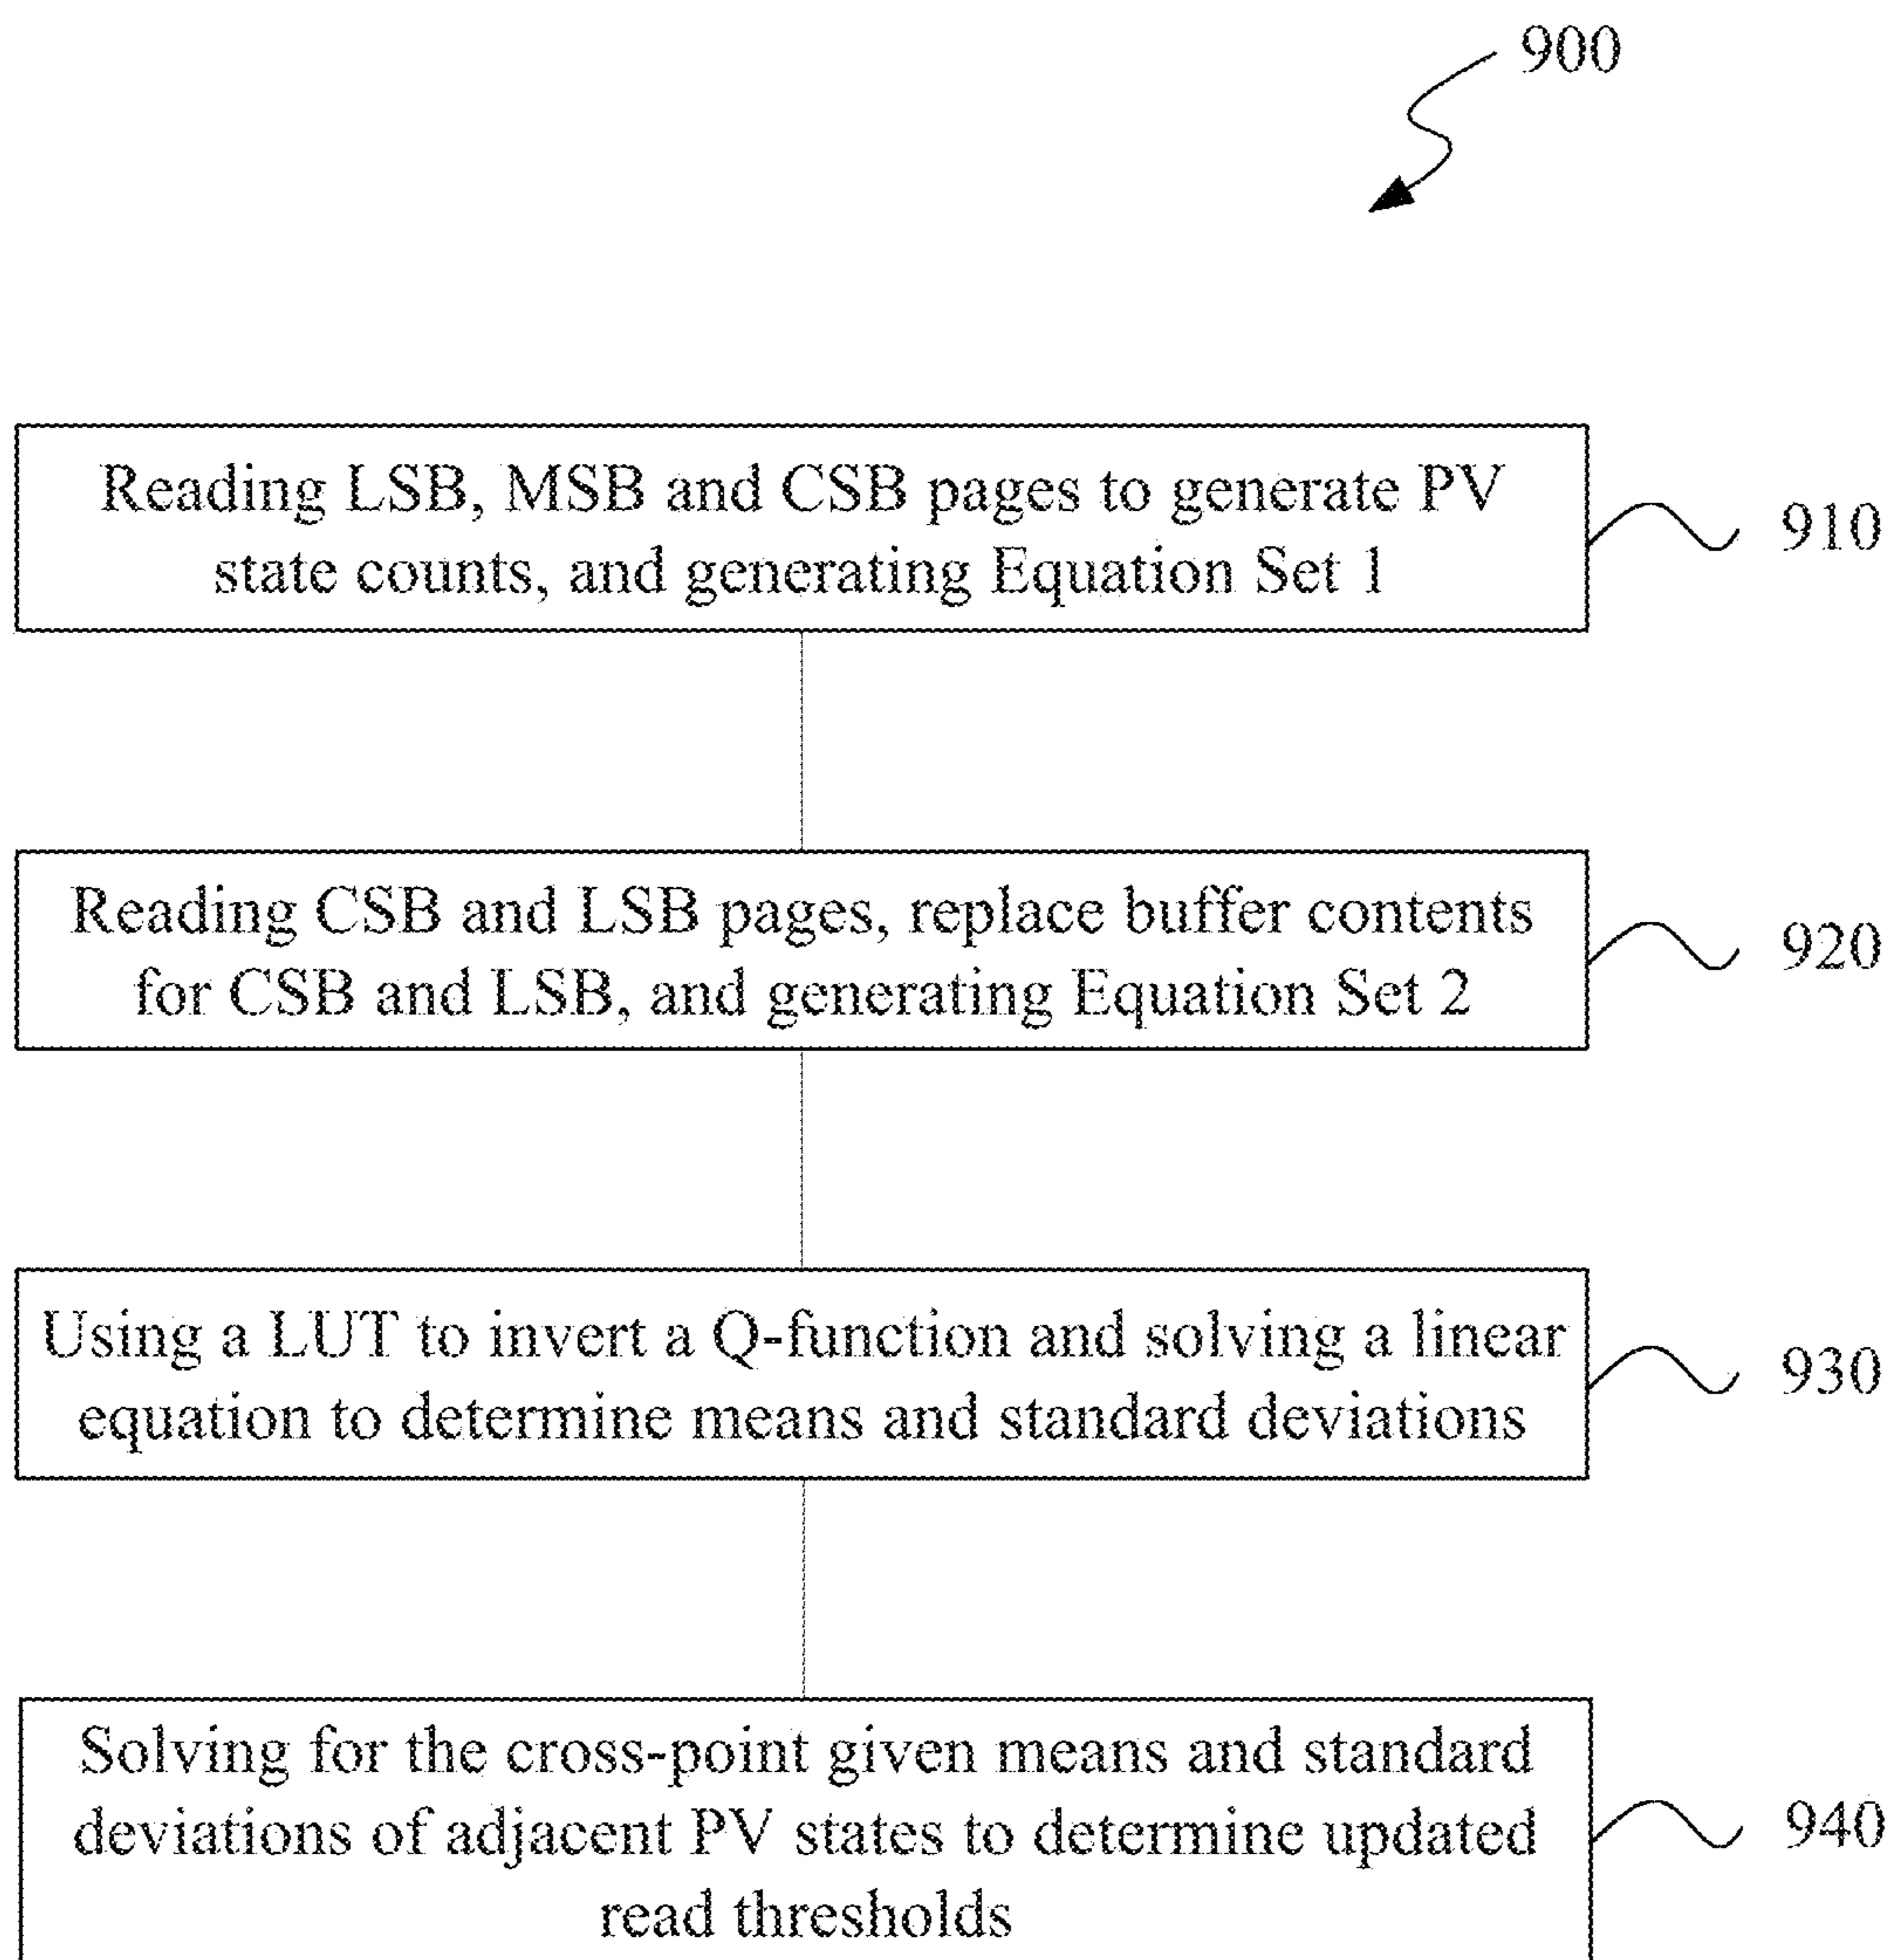 900
Reading LSB, MSB and CSB pages to generate PV
state counts, and generating Equation Set 1
910
Reading CSB and LSB pages, replace buffer contents
for CSB and LSB, and generating Equation Set 2
920
Using a LUT to invert a Q-function and solving a linear
equation to determine means and standard deviations
930
Solving for the cross-point given means and standard
deviations of adjacent PV states to determine updated
read thresholds
940